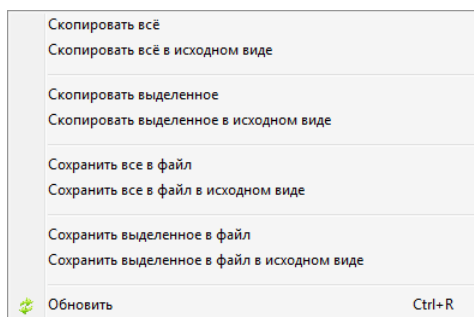 Скопировать всё
Скопировать всё в исходном виде
Скопировать выделенное
Скопировать выделенное в исходном виде
Сохранить все в файл
Сохранить все в файл в исходном виде
Сохранить выделенное в файл
Сохранить выделенное в файл в исходном виде
Обновить Ctrl+R